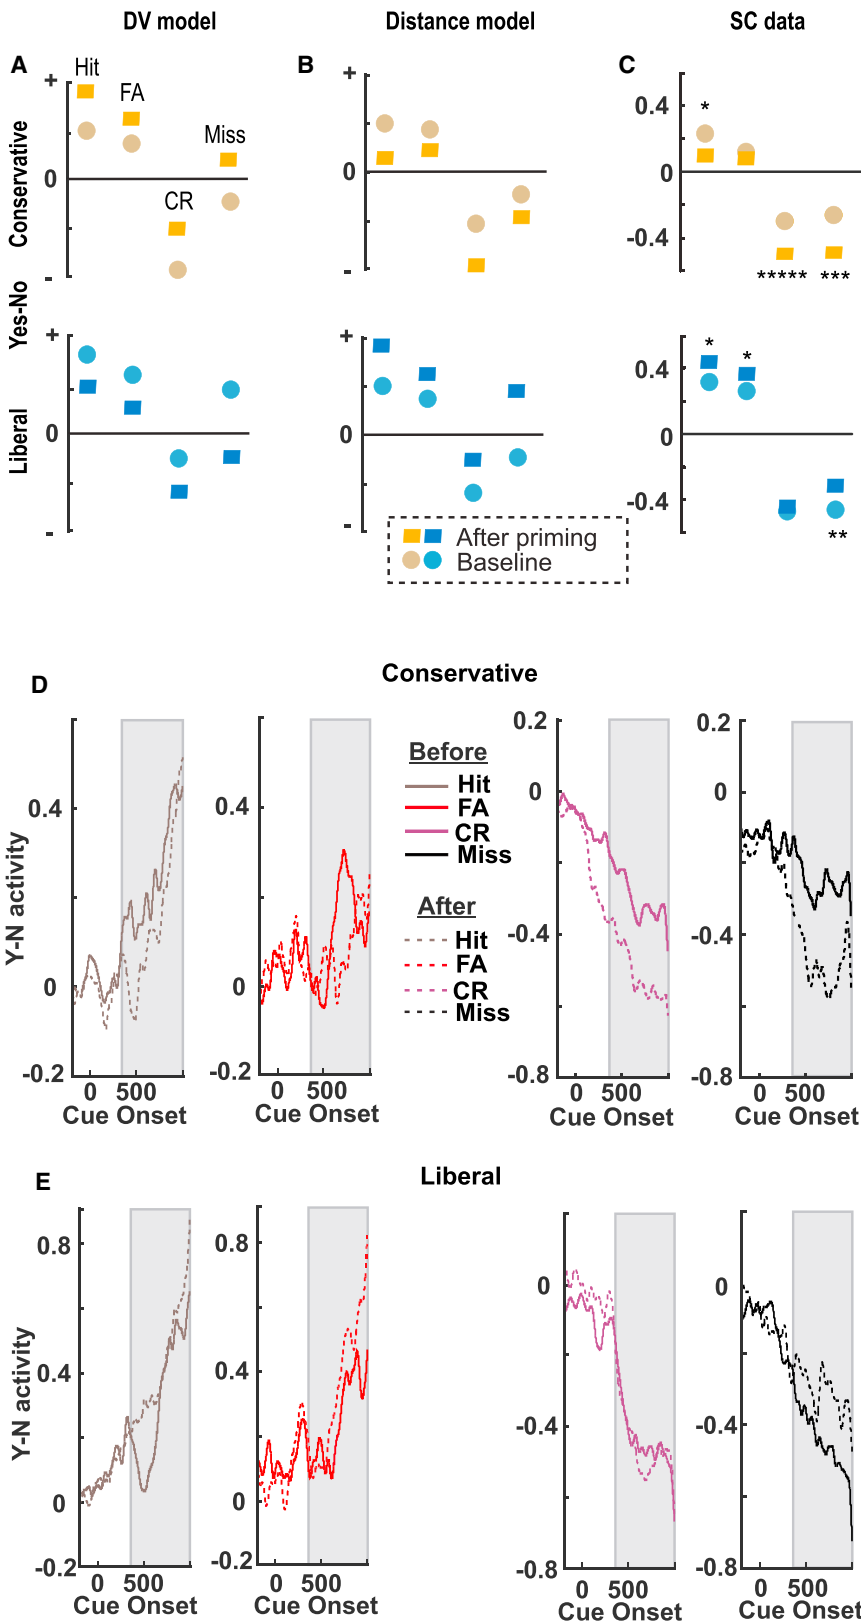 DV model
Distance model
SC data
A
B
C
Hit
FA
Miss
CR
+
0
-
+
0
-
0.4
0
-0.4
*
*****
***
Conservative
Yes-No
Liberal
+
0
-
+
0
-
0.4
0
-0.4
*
*
**
After priming
Baseline
D
Conservative
Y-N activity
0.4
0
-0.2
0 500
Cue Onset
0.4
0
-0.2
0 500
Cue Onset
Before
Hit
FA
CR
Miss
After
Hit
FA
CR
Miss
0.2
0
-0.4
-0.8
0 500
Cue Onset
0.2
0
-0.4
-0.8
0 500
Cue Onset
E
Liberal
Y-N activity
0.8
0.4
0
-0.2
0 500
Cue Onset
0.8
0.4
0
-0.2
0 500
Cue Onset
0
-0.4
-0.8
0 500
Cue Onset
0
-0.4
-0.8
0 500
Cue Onset